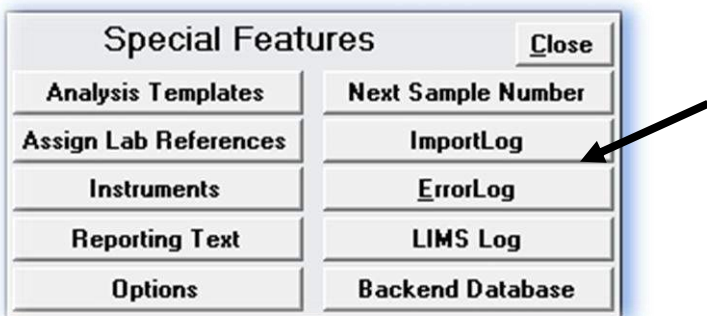 Special Features
Close
Analysis Templates
Next Sample Number
Assign Lab References
ImportLog
Instruments
ErrorLog
Reporting Text
LIMS Log
Options
Backend Database